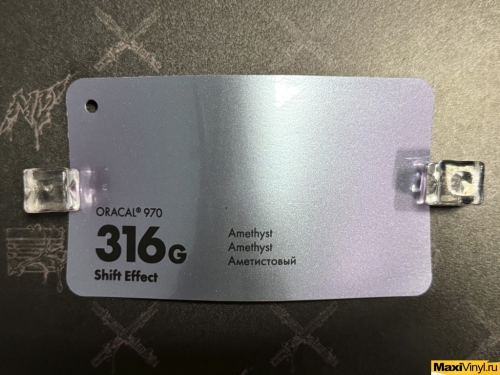 ORACAL® 970
316G
Shift Effect
Amethyst
Amethyst
Аметистовый
MaxiVinyl.ru